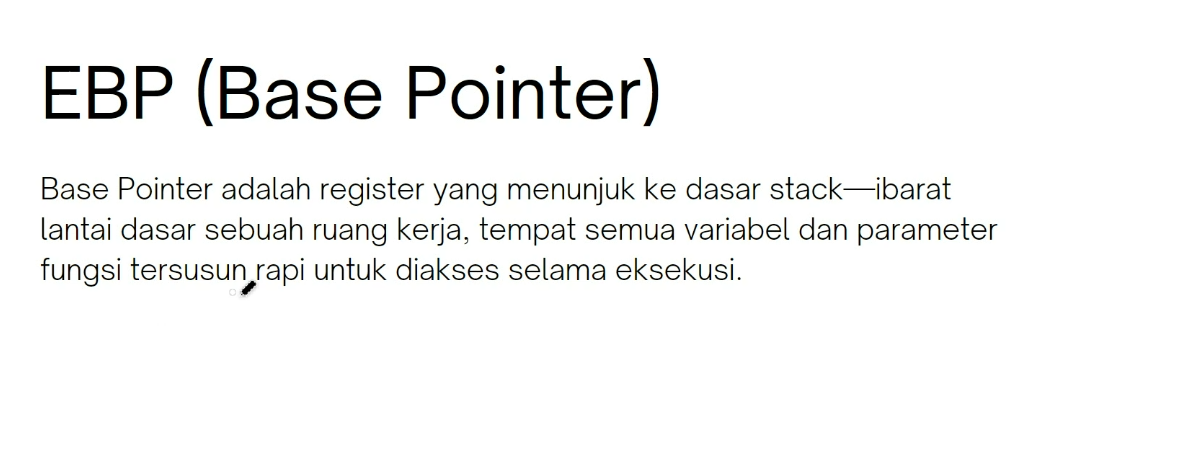 EBP (Base Pointer)
Base Pointer adalah register yang menunjuk ke dasar stack—ibarat
lantai dasar sebuah ruang kerja, tempat semua variabel dan parameter
fungsi tersusun rapi untuk diakses selama eksekusi.